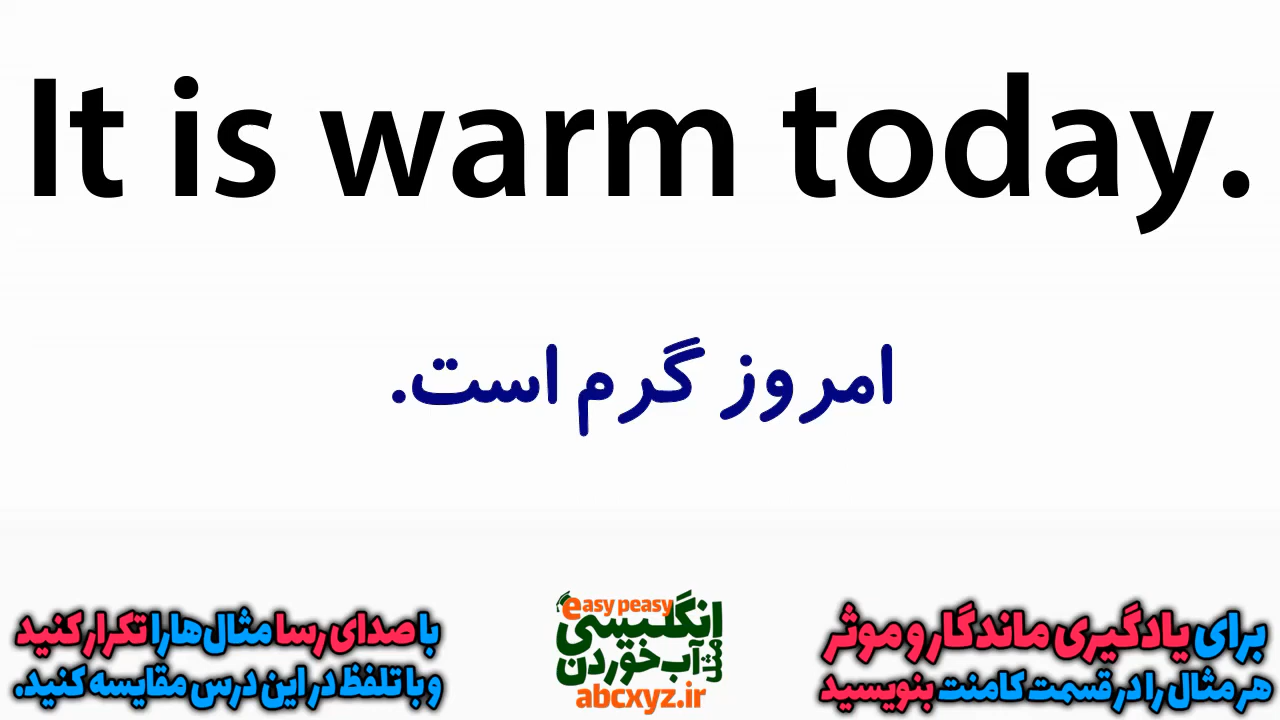 It is warm today.
امروز گرم است.
برای یادگیری ماندگار و موثر
هر مثال را در قسمت کامنت بنویسید
easy peasy
انگلیسی
مثل آب خوردن
abcxyz.ir
با صدای رسا مثال‌ها را تکرار کنید
و با تلفظ در این درس مقایسه کنید.